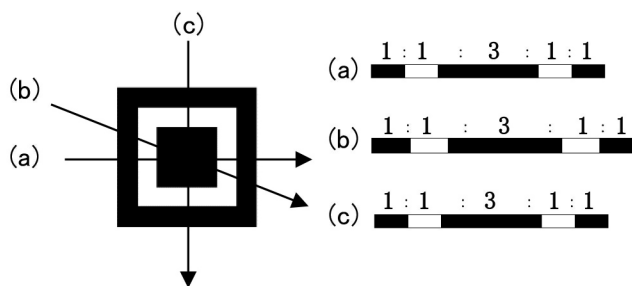 (c)
(b)
(a)
(a) 1 : 1 : 3 : 1 : 1
(b) 1 : 1 : 3 : 1 : 1
(c) 1 : 1 : 3 : 1 : 1